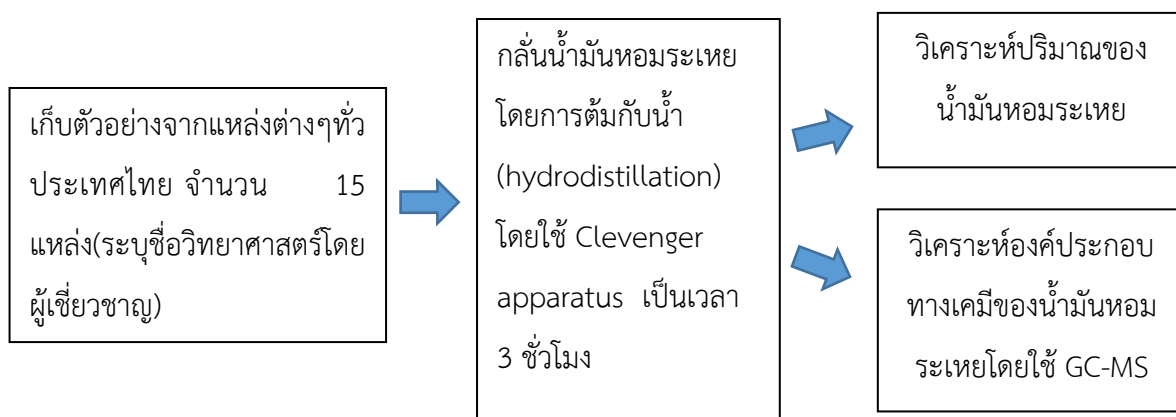 เก็บตัวอย่างจากแหล่งต่างๆทั่ว
ประเทศไทย จำนวน 15
แหล่ง(ระบุชื่อวิทยาศาสตร์โดย
ผู้เชี่ยวชาญ)
กลั่นน้ำมันหอมระเหย
โดยการต้มกับน้ำ
(hydrodistillation)
โดยใช้ Clevenger
apparatus เป็นเวลา
3 ชั่วโมง
วิเคราะห์ปริมาณของ
น้ำมันหอมระเหย
วิเคราะห์องค์ประกอบ
ทางเคมีของน้ำมันหอม
ระเหยโดยใช้ GC-MS